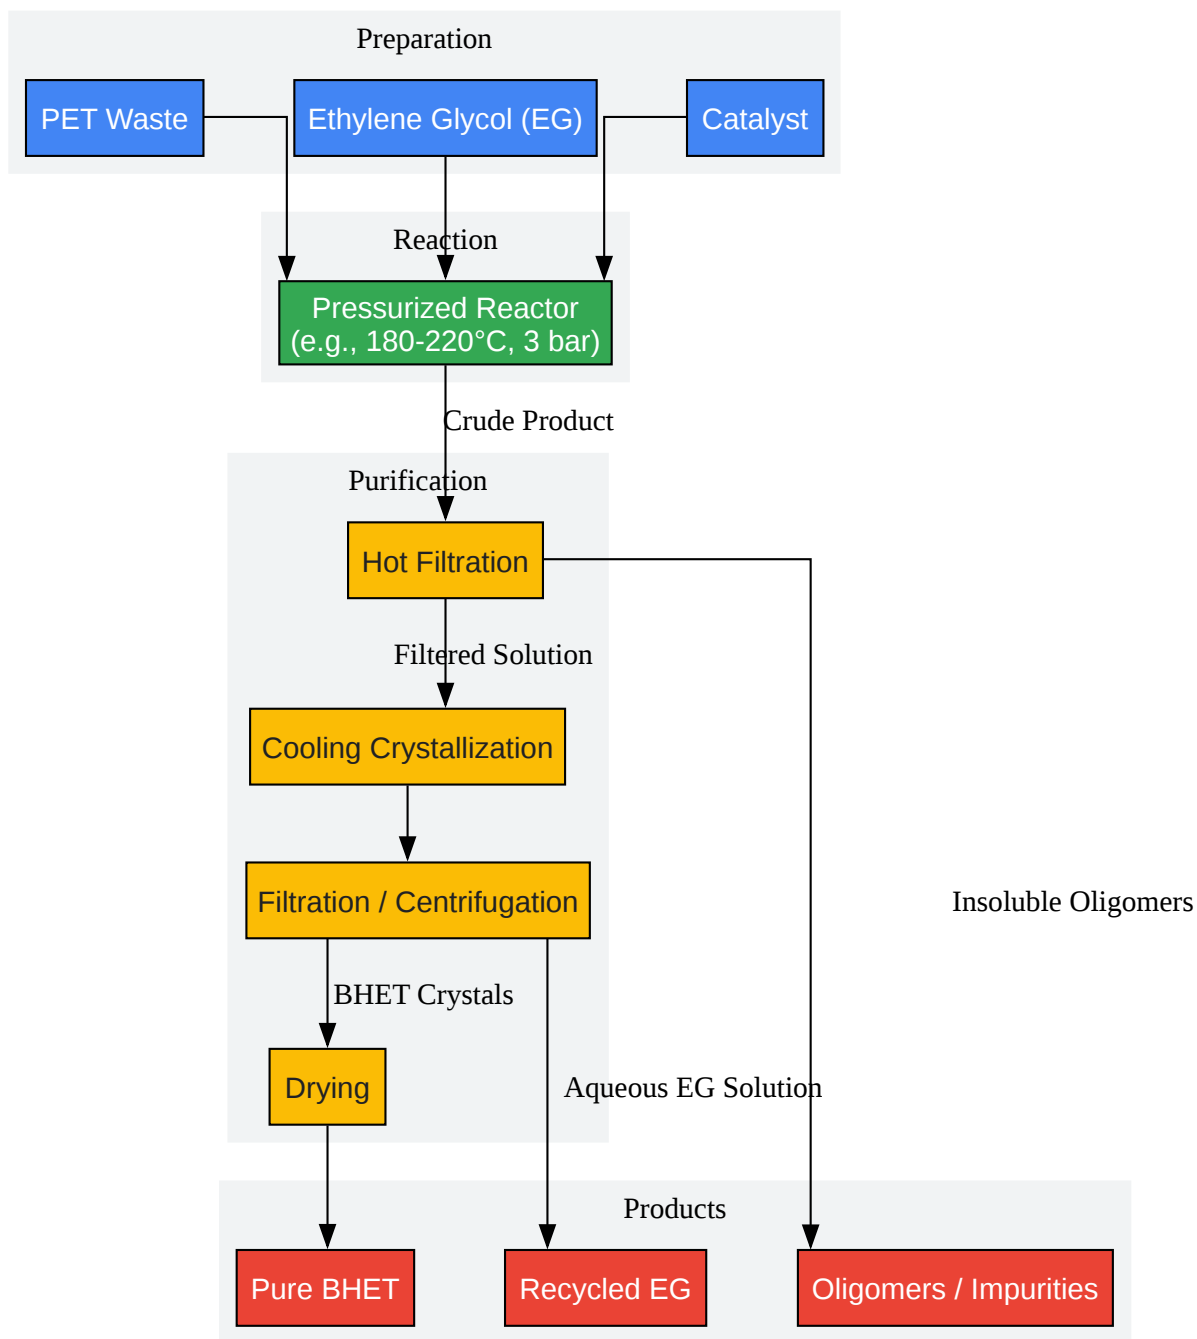 Preparation
PET Waste
Ethylene Glycol (EG)
Catalyst
Reaction
Pressurized Reactor
(e.g., 180-220°C, 3 bar)
Crude Product
Purification
Hot Filtration
Filtered Solution
Cooling Crystallization
Filtration / Centrifugation
Insoluble Oligomers
BHET Crystals
Drying
Aqueous EG Solution
Products
Pure BHET
Recycled EG
Oligomers / Impurities